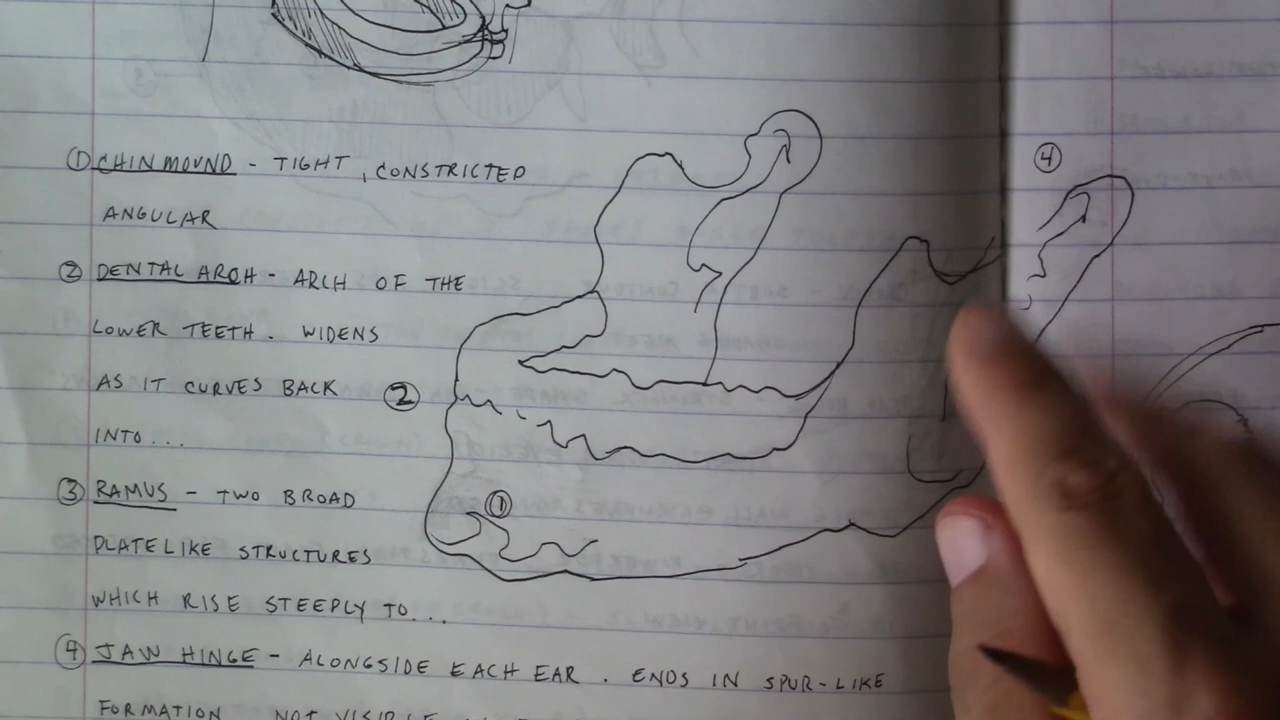 ① CHIN MOUND - TIGHT, CONSTRICTED
ANGULAR
② DENTAL ARCH - ARCH OF THE
LOWER TEETH. WIDENS
AS IT CURVES BACK
INTO...
③ RAMUS - TWO BROAD
PLATELIKE STRUCTURES
WHICH RISE STEEPLY TO...
④ JAW HINGE - ALONGSIDE EACH EAR. ENDS IN SPUR-LIKE
FORMATION NOT VISIBLE
④
②
①